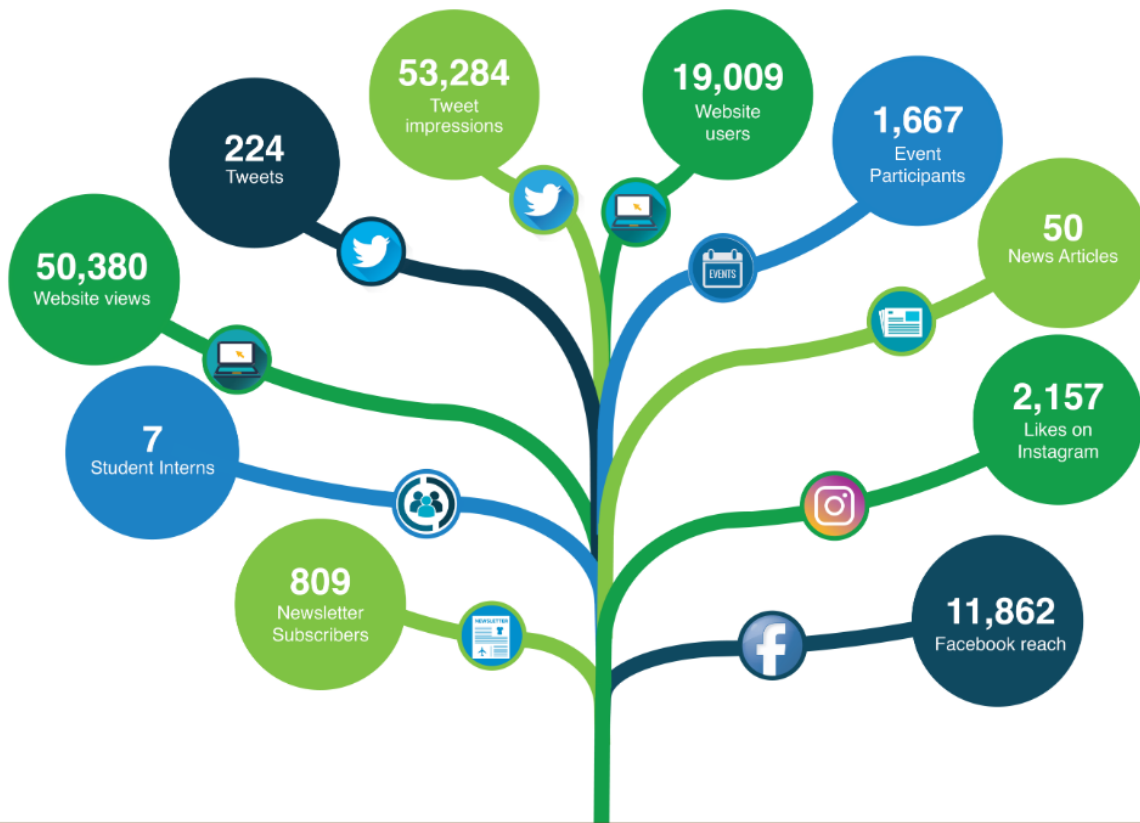 53,284
Tweet
impressions
19,009
Website
users
224
Tweets
1,667
Event
Participants
50,380
Website views
50
News Articles
EVENTS
7
Student Interns
2,157
Likes on
Instagram
809
Newsletter
Subscribers
NEWSLETTER
11,862
Facebook reach
f